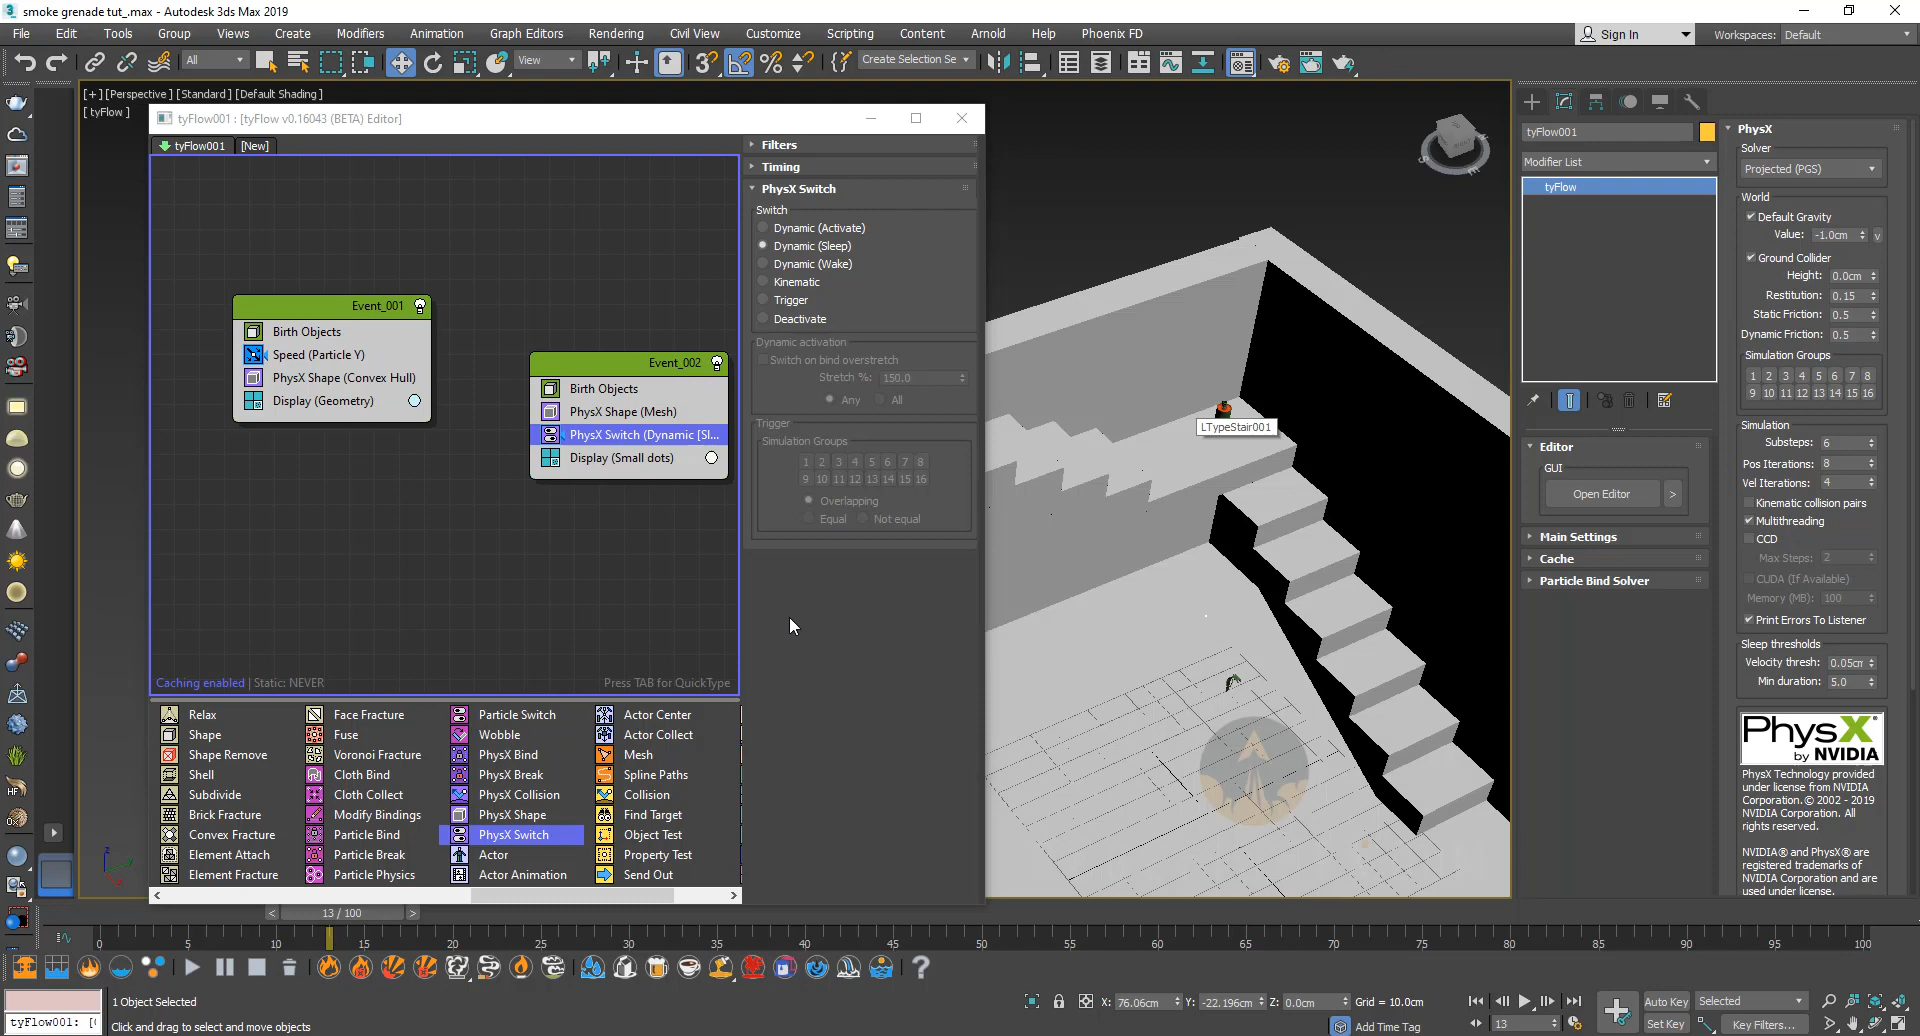 smoke grenade tut_.max - Autodesk 3ds Max 2019
File Edit Tools Group Views Create Modifiers Animation Graph Editors Rendering Civil View Customize Scripting Content Arnold Help Phoenix FD
Sign In Workspaces: Default
All View Create Selection Se
[+] [Perspective ] [Standard ] [Default Shading ]
[ tyFlow ]
tyFlow001 : [tyFlow v0.16043 (BETA) Editor]
tyFlow001 [New]
Filters
Timing
PhysX Switch
Switch
Dynamic (Activate)
Dynamic (Sleep)
Dynamic (Wake)
Kinematic
Trigger
Deactivate
Dynamic activation
Switch on bind overstretch
Stretch %: 150.0
Any All
Trigger
Simulation Groups
1 2 3 4 5 6 7 8
9 10 11 12 13 14 15 16
Overlapping
Equal Not equal
Event_001
Birth Objects
Speed (Particle Y)
PhysX Shape (Convex Hull)
Display (Geometry)
Event_002
Birth Objects
PhysX Shape (Mesh)
PhysX Switch (Dynamic [Sl...
Display (Small dots)
Caching enabled | Static: NEVER
Press TAB for QuickType
Relax Face Fracture Particle Switch Actor Center
Shape Fuse Wobble Actor Collect
Shape Remove Voronoi Fracture PhysX Bind Mesh
Shell Cloth Bind PhysX Break Spline Paths
Subdivide Cloth Collect PhysX Collision Collision
Brick Fracture Modify Bindings PhysX Shape Find Target
Convex Fracture Particle Bind PhysX Switch Object Test
Element Attach Particle Break Actor Property Test
Element Fracture Particle Physics Actor Animation Send Out
LTypeStair001
tyFlow001
Modifier List
tyFlow
Editor
GUI
Open Editor >
Main Settings
Cache
Particle Bind Solver
PhysX
Solver
Projected (PGS)
World
Default Gravity
Value: -1.0cm v
Ground Collider
Height: 0.0cm
Restitution: 0.15
Static Friction: 0.5
Dynamic Friction: 0.5
Simulation Groups
1 2 3 4 5 6 7 8
9 10 11 12 13 14 15 16
Simulation
Substeps: 6
Pos Iterations: 8
Vel Iterations: 4
Kinematic collision pairs
Multithreading
CCD
Max Steps: 2
CUDA (If Available)
Memory (MB): 100
Print Errors To Listener
Sleep thresholds
Velocity thresh: 0.05cm
Min duration: 5.0
PhysX
by NVIDIA
PhysX Technology provided
under license from NVIDIA
Corporation. © 2002 - 2019
NVIDIA Corporation. All
rights reserved.
NVIDIA® and PhysX® are
registered trademarks of
NVIDIA Corporation and are
used under license.
< 13 / 100 >
0 5 10 15 20 25 30 35 40 45 50 55 60 65 70 75 80 85 90 95 100
1 Object Selected
X: 76.06cm Y: -22.196cm Z: 0.0cm Grid = 10.0cm
Auto Key Selected
tyFlow001: [
Click and drag to select and move objects
Add Time Tag
13
Set Key Key Filters...